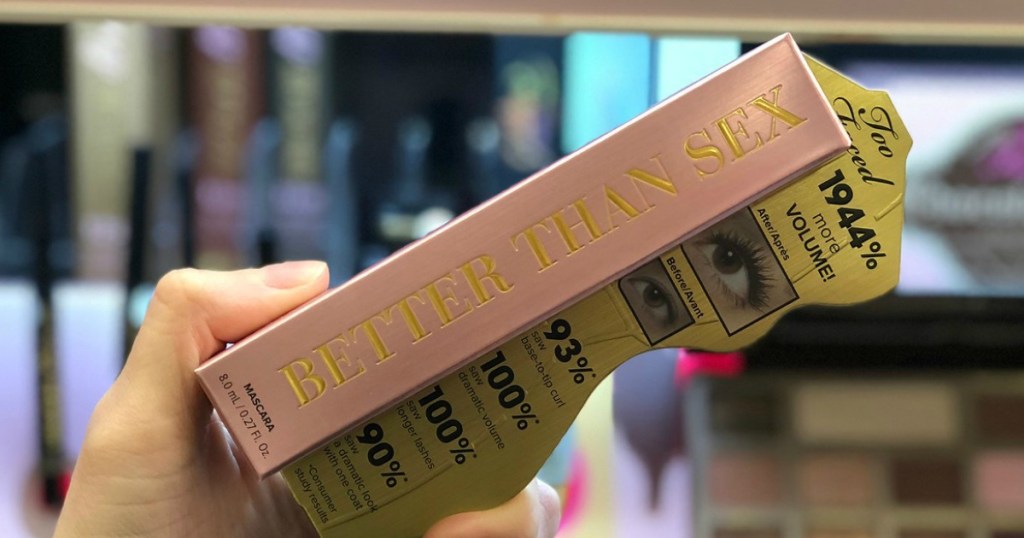 BETTER THAN SEX
MASCARA
8.0 mL / 0.27 Fl. Oz.
Too
Faced
1944%
more
VOLUME!
After/Après
Before/Avant
93%*
saw
base-to-tip curl
100%*
saw
dramatic volume
100%*
saw
longer lashes
90%*
saw
a dramatic look
with one coat
*Consumer
study results